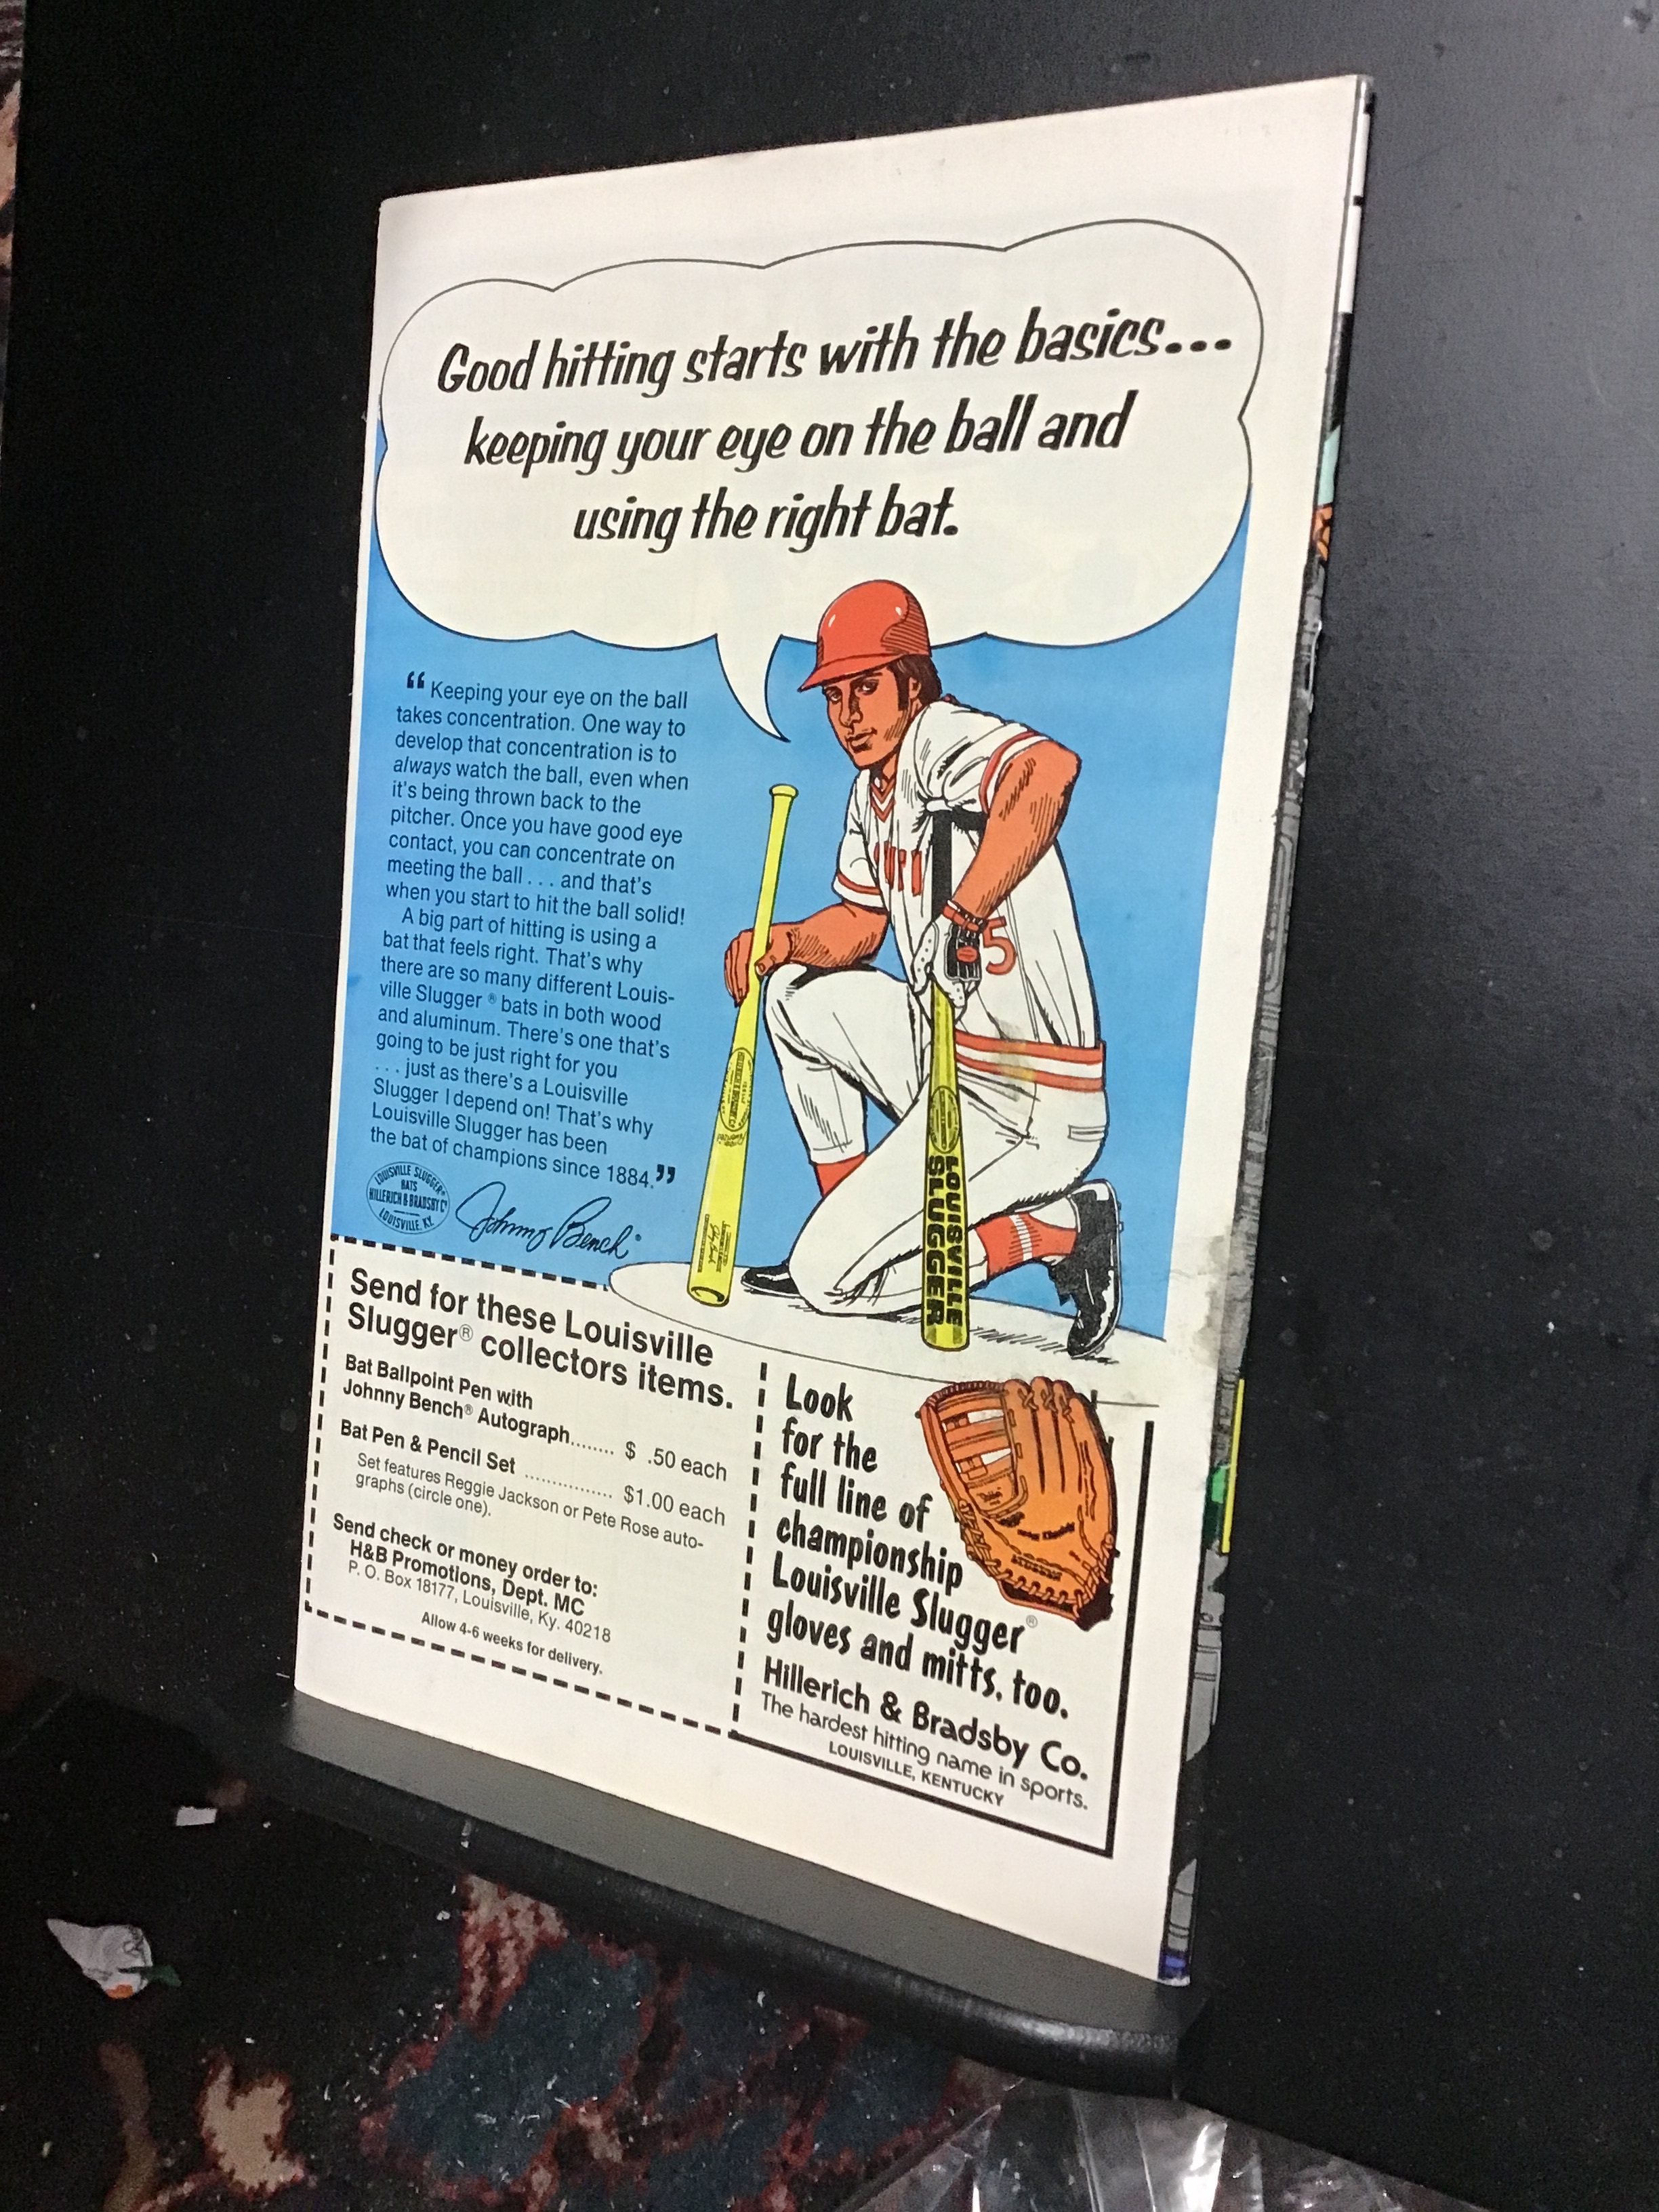 Good hitting starts with the basics...
keeping your eye on the ball and
using the right bat.
“Keeping your eye on the ball
takes concentration. One way to
develop that concentration is to
always watch the ball, even when
it's being thrown back to the
pitcher. Once you have good eye
contact, you can concentrate on
meeting the ball . . . and that's
when you start to hit the ball solid!
A big part of hitting is using a
bat that feels right. That's why
there are so many different Louis-
ville Slugger® bats in both wood
and aluminum. There's one that's
going to be just right for you
. . . just as there's a Louisville
Slugger I depend on! That's why
Louisville Slugger has been
the bat of champions since 1884.”
LOUISVILLE SLUGGER®
BATS
HILLERICH & BRADSBY Cº
LOUISVILLE, KY.
Johnny Bench
5
LOUISVILLE
SLUGGER
Send for these Louisville
Slugger® collectors items.
Bat Ballpoint Pen with
Johnny Bench® Autograph........ $ .50 each
Bat Pen & Pencil Set ................ $1.00 each
Set features Reggie Jackson or Pete Rose auto-
graphs (circle one).
Send check or money order to:
H&B Promotions, Dept. MC
P. O. Box 18177, Louisville, Ky. 40218
Allow 4-6 weeks for delivery.
Look
for the
full line of
championship
Louisville Slugger®
gloves and mitts, too.
Hillerich & Bradsby Co.
The hardest hitting name in sports.
LOUISVILLE, KENTUCKY